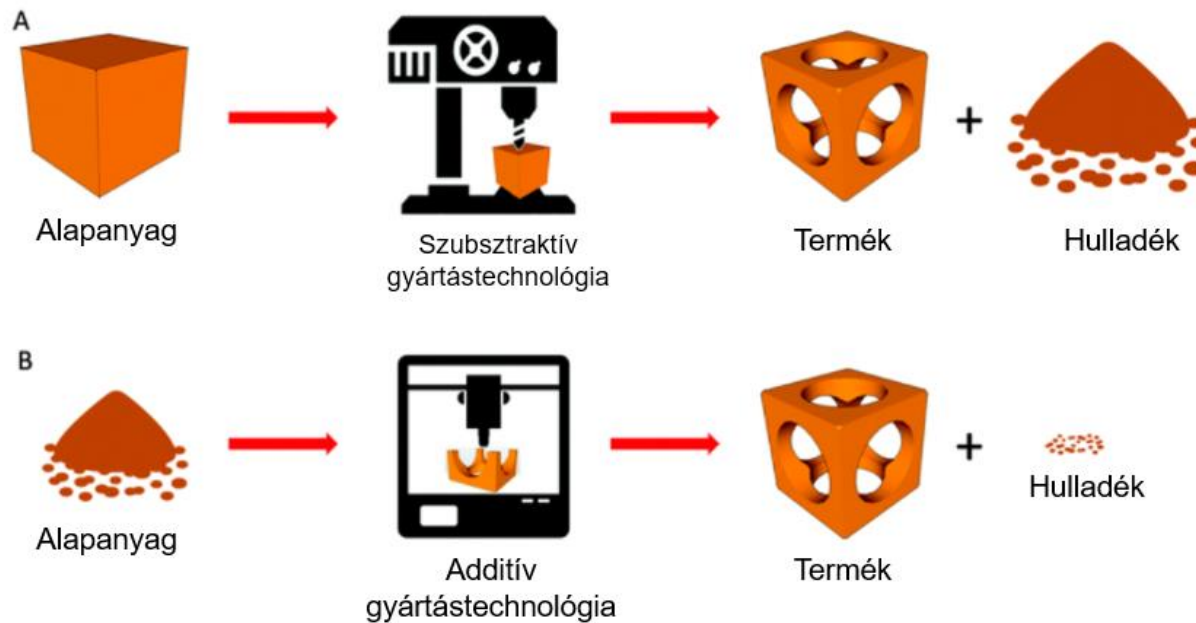 A
Alapanyag
Szubsztraktív
gyártástechnológia
Termék
+
Hulladék
B
Alapanyag
Additív
gyártástechnológia
Termék
+
Hulladék